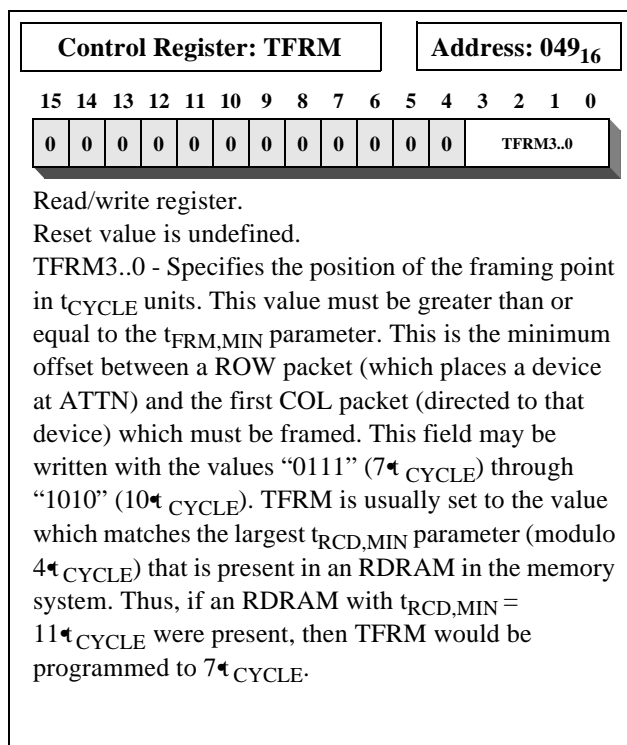 Control Register: TFRM
Address: 049₁₆
15 14 13 12 11 10 9 8 7 6 5 4 3 2 1 0
0 0 0 0 0 0 0 0 0 0 0 0 TFRM3..0
Read/write register.
Reset value is undefined.
TFRM3..0 - Specifies the position of the framing point
in tCYCLE units. This value must be greater than or
equal to the tFRM,MIN parameter. This is the minimum
offset between a ROW packet (which places a device
at ATTN) and the first COL packet (directed to that
device) which must be framed. This field may be
written with the values “0111” (7•tCYCLE) through
“1010” (10•tCYCLE). TFRM is usually set to the value
which matches the largest tRCD,MIN parameter (modulo
4•tCYCLE) that is present in an RDRAM in the memory
system. Thus, if an RDRAM with tRCD,MIN =
11•tCYCLE were present, then TFRM would be
programmed to 7•tCYCLE.